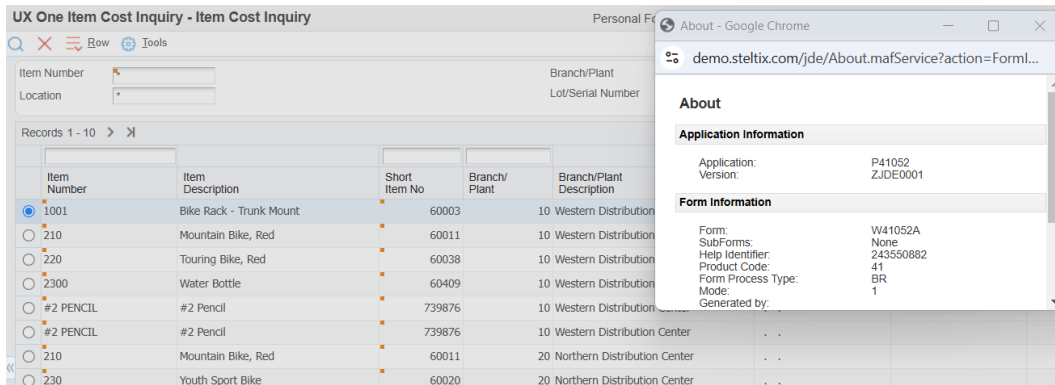 UX One Item Cost Inquiry - Item Cost Inquiry
Personal
Row Tools
Item Number *
Branch/Plant
Location *
Lot/Serial Number
Records 1 - 10
Item Number Item Description Short Item No Branch/ Plant Branch/Plant Description
1001 Bike Rack - Trunk Mount 60003 10 Western Distribution
210 Mountain Bike, Red 60011 10 Western Distribution
220 Touring Bike, Red 60038 10 Western Distribution
2300 Water Bottle 60409 10 Western Distribution
#2 PENCIL #2 Pencil 739876 10 Western Distribution Center . .
#2 PENCIL #2 Pencil 739876 10 Western Distribution Center . .
210 Mountain Bike, Red 60011 20 Northern Distribution Center . .
230 Youth Sport Bike 60020 20 Northern Distribution Center . .
About - Google Chrome
demo.steltix.com/jde/About.mafService?action=FormI...
About
Application Information
Application: P41052
Version: ZJDE0001
Form Information
Form: W41052A
SubForms: None
Help Identifier: 243550882
Product Code: 41
Form Process Type: BR
Mode: 1
Generated by: